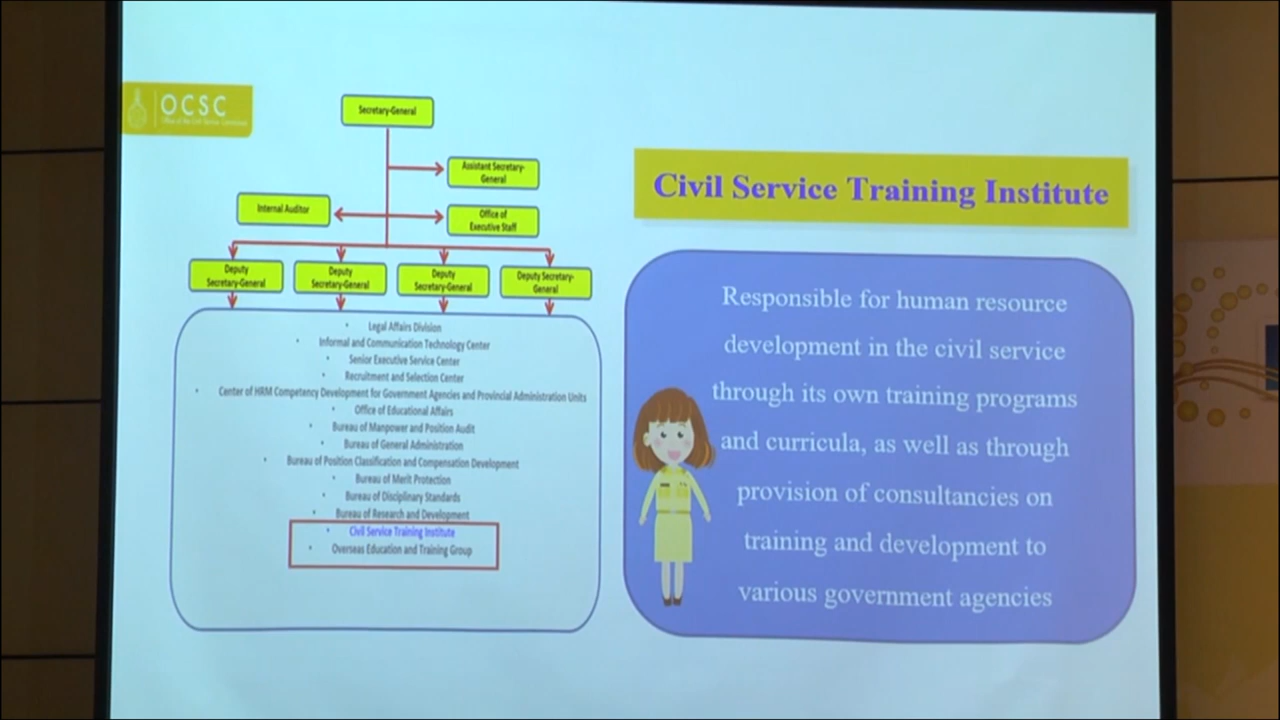 OCSC
Office of the Civil Service Commission
Secretary-General
Assistant Secretary-
General
Internal Auditor
Office of
Executive Staff
Deputy
Secretary-General
Deputy
Secretary-General
Deputy
Secretary-General
Deputy Secretary-
General
• Legal Affairs Division
• Informal and Communication Technology Center
• Senior Executive Service Center
• Recruitment and Selection Center
• Center of HRM Competency Development for Government Agencies and Provincial Administration Units
• Office of Educational Affairs
• Bureau of Manpower and Position Audit
• Bureau of General Administration
• Bureau of Position Classification and Compensation Development
• Bureau of Merit Protection
• Bureau of Disciplinary Standards
• Bureau of Research and Development
• Civil Service Training Institute
• Overseas Education and Training Group
Civil Service Training Institute
Responsible for human resource
development in the civil service
through its own training programs
and curricula, as well as through
provision of consultancies on
training and development to
various government agencies